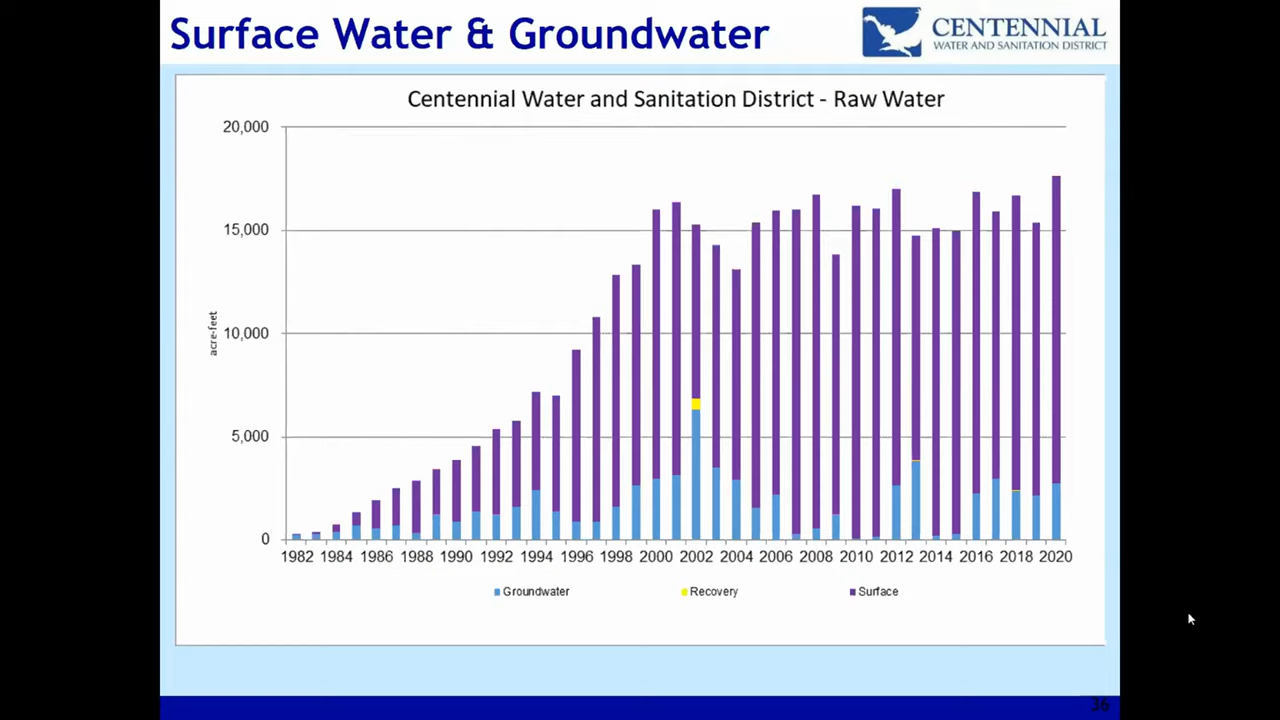 Surface Water & Groundwater
CENTENNIAL
WATER AND SANITATION DISTRICT
Centennial Water and Sanitation District - Raw Water
20,000
15,000
10,000
5,000
0
acre-feet
1982 1984 1986 1988 1990 1992 1994 1996 1998 2000 2002 2004 2006 2008 2010 2012 2014 2016 2018 2020
Groundwater Recovery Surface
36